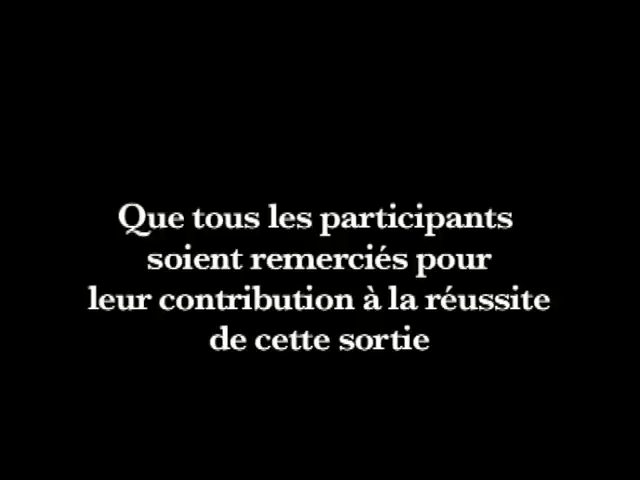 Que tous les participants
soient remerciés pour
leur contribution à la réussite
de cette sortie